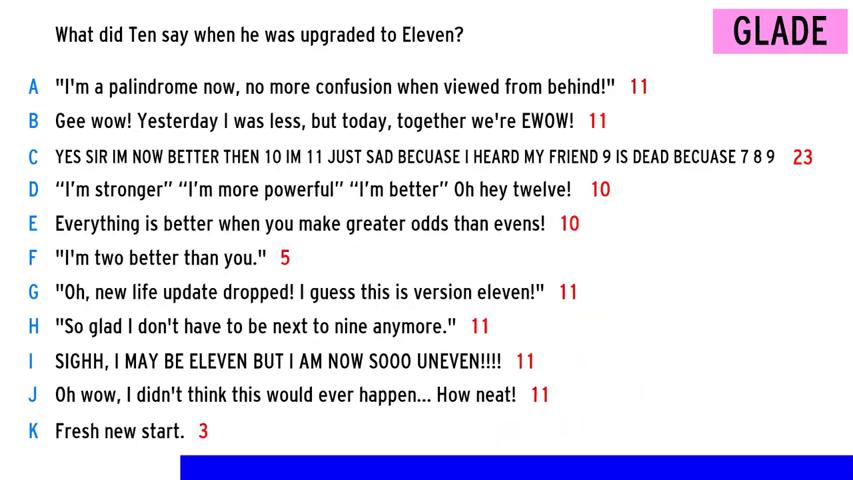 What did Ten say when he was upgraded to Eleven?
GLADE
A "I'm a palindrome now, no more confusion when viewed from behind!" 11
B Gee wow! Yesterday I was less, but today, together we're EWOW! 11
C YES SIR IM NOW BETTER THEN 10 IM 11 JUST SAD BECUASE I HEARD MY FRIEND 9 IS DEAD BECUASE 7 8 9 23
D “I’m stronger” “I’m more powerful” “I’m better” Oh hey twelve! 10
E Everything is better when you make greater odds than evens! 10
F "I'm two better than you." 5
G "Oh, new life update dropped! I guess this is version eleven!" 11
H "So glad I don't have to be next to nine anymore." 11
I SIGHH, I MAY BE ELEVEN BUT I AM NOW SOOO UNEVEN!!!! 11
J Oh wow, I didn't think this would ever happen... How neat! 11
K Fresh new start. 3